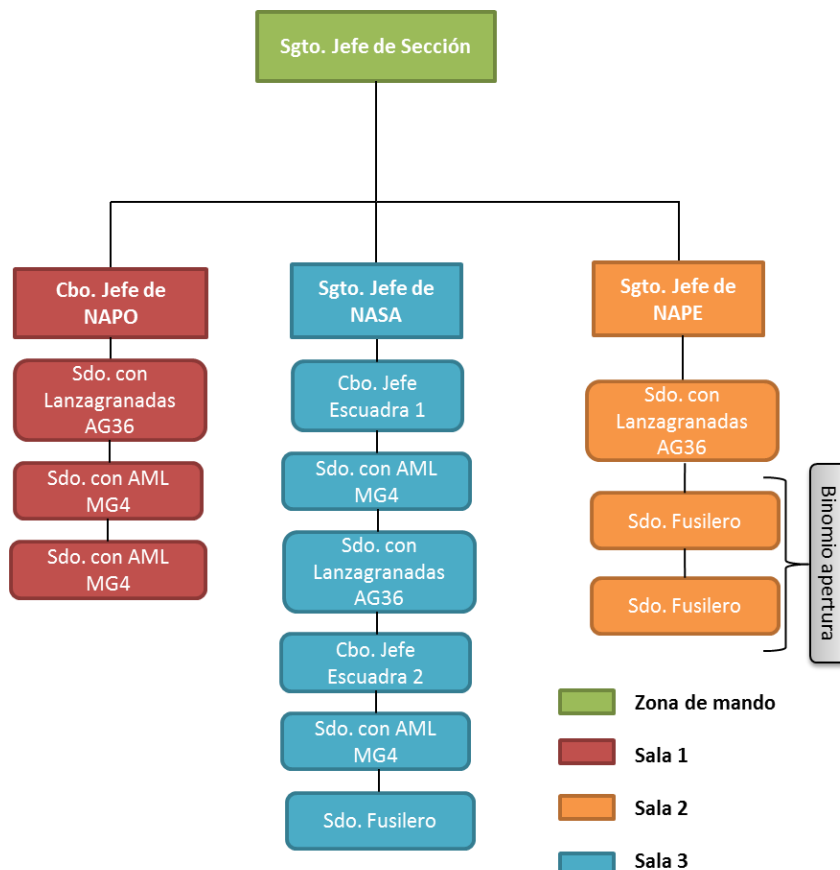 Sgto. Jefe de Sección
Cbo. Jefe de
NAPO
Sdo. con
Lanzagranadas
AG36
Sdo. con AML
MG4
Sdo. con AML
MG4
Sgto. Jefe de
NASA
Cbo. Jefe
Escuadra 1
Sdo. con AML
MG4
Sdo. con
Lanzagranadas
AG36
Cbo. Jefe
Escuadra 2
Sdo. con AML
MG4
Sdo. Fusilero
Sgto. Jefe de
NAPE
Sdo. con
Lanzagranadas
AG36
Sdo. Fusilero
Sdo. Fusilero
Binomio apertura
Zona de mando
Sala 1
Sala 2
Sala 3